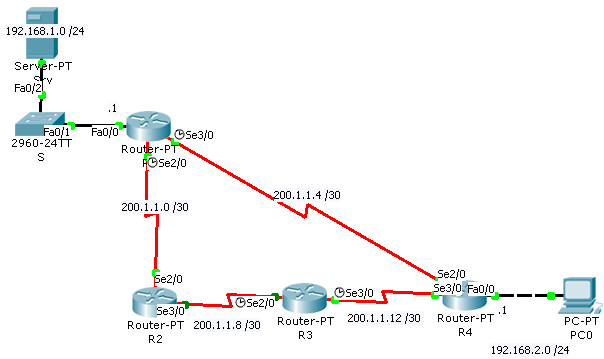 192.168.1.0 /24
Server-PT
Srv
Fa0/2
.1
Fa0/1
Fa0/0
Se3/0
2960-24TT
S
Router-PT
Se2/0
200.1.1.4 /30
200.1.1.0 /30
Se2/0
Se2/0
Se3/0
Se2/0
Se3/0
Se3/0
Fa0/0
.1
Router-PT
R2
200.1.1.8 /30
Router-PT
R3
200.1.1.12 /30
Router-PT
R4
PC-PT
PC0
192.168.2.0 /24